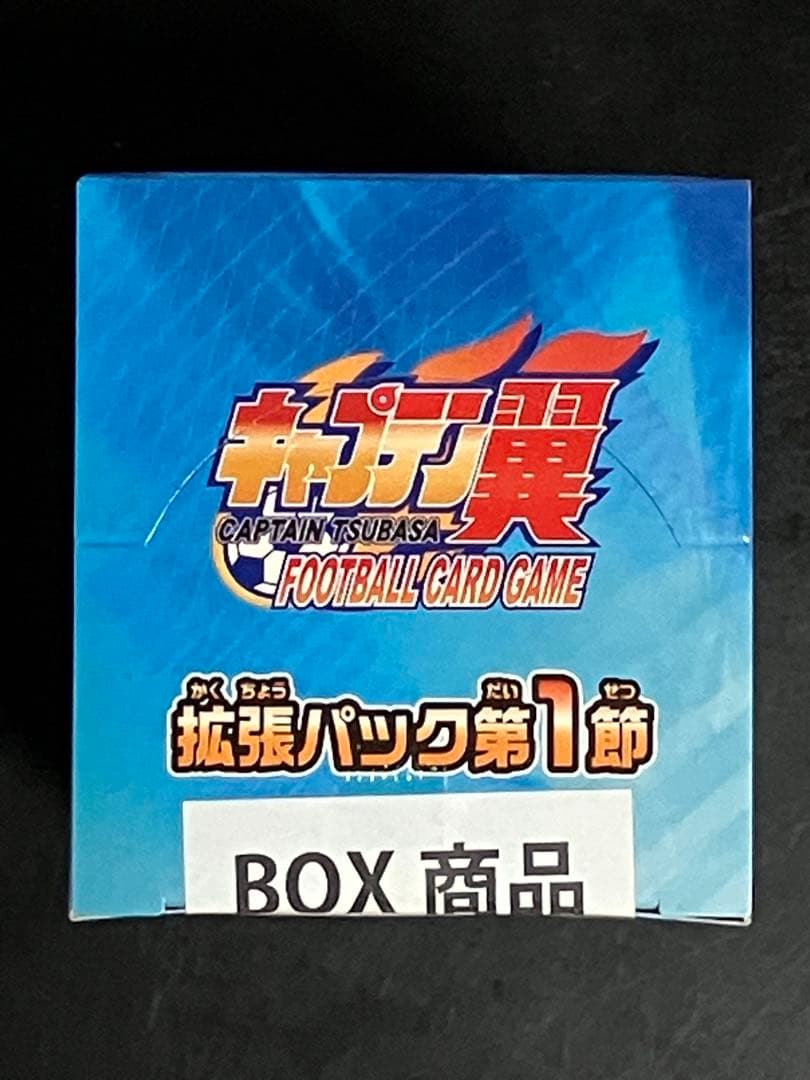 キャプテン翼
CAPTAIN TSUBASA
FOOTBALL CARD GAME
かくちょう だい せつ
拡張パック第1節
BOX 商品